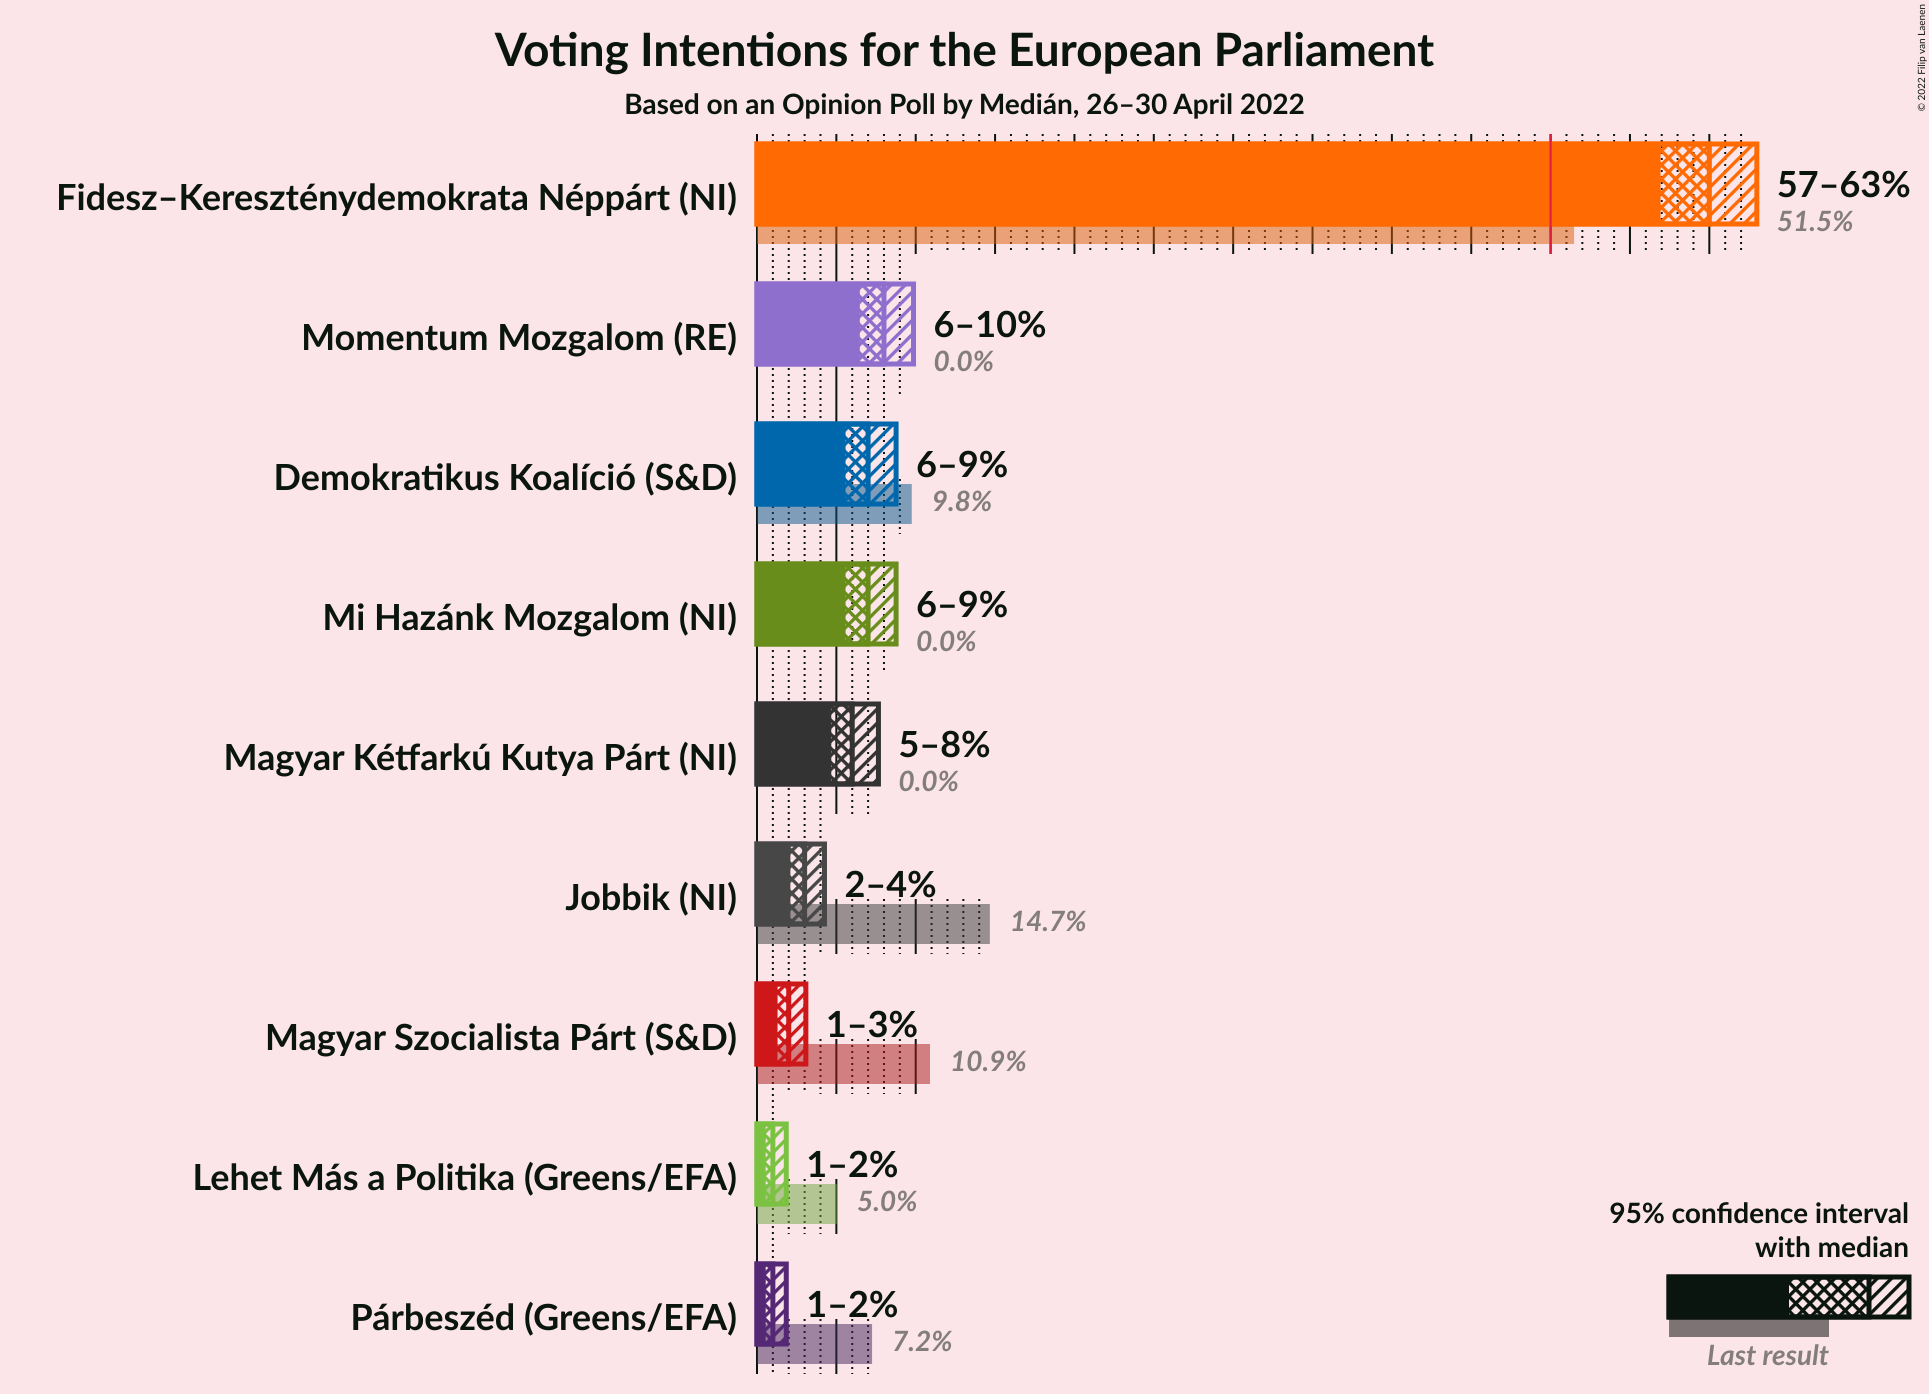 Voting Intentions for the European Parliament
Based on an Opinion Poll by Medián, 26–30 April 2022
© 2022 Filip van Laenen
Fidesz–Kereszténydemokrata Néppárt (NI)
57–63%
51.5%
Momentum Mozgalom (RE)
6–10%
0.0%
Demokratikus Koalíció (S&D)
6–9%
9.8%
Mi Hazánk Mozgalom (NI)
6–9%
0.0%
Magyar Kétfarkú Kutya Párt (NI)
5–8%
0.0%
Jobbik (NI)
2–4%
14.7%
Magyar Szocialista Párt (S&D)
1–3%
10.9%
Lehet Más a Politika (Greens/EFA)
1–2%
5.0%
Párbeszéd (Greens/EFA)
1–2%
7.2%
95% confidence interval
with median
Last result